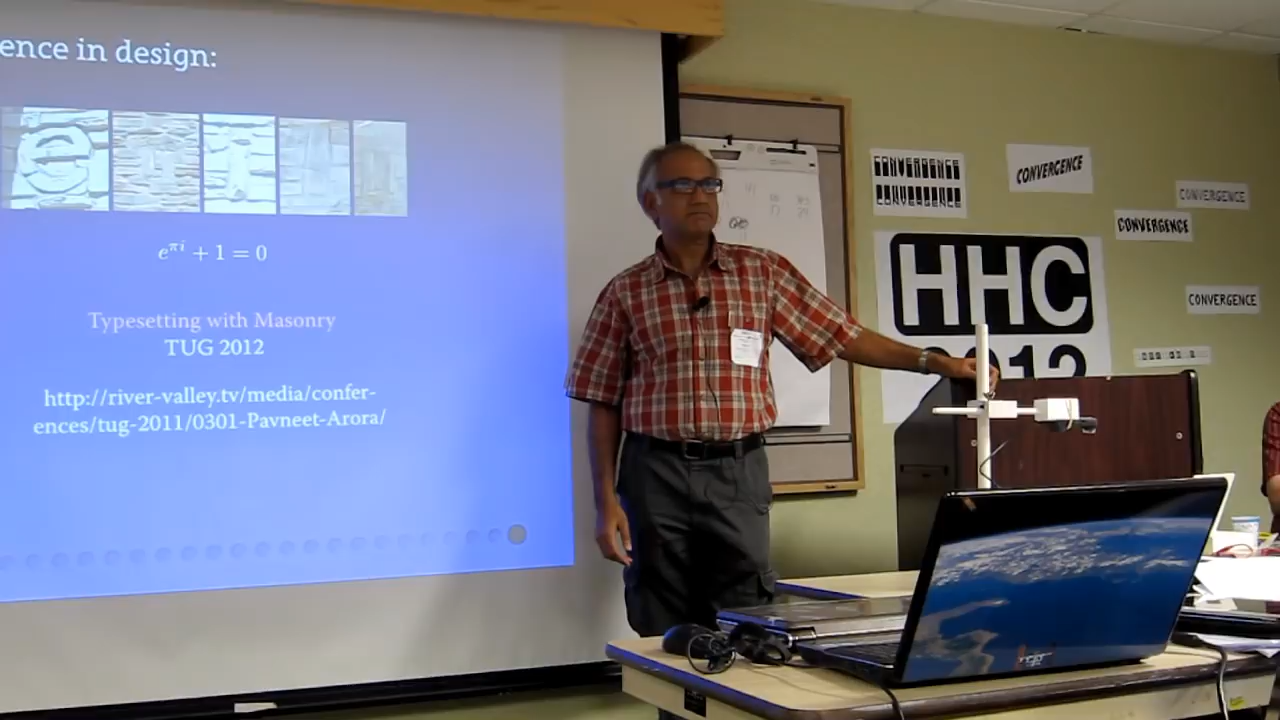 ence in design:
e^{πi} + 1 = 0
Typesetting with Masonry
TUG 2012
http://river-valley.tv/media/confer-
ences/tug-2011/0301-Pavneet-Arora/
CONVERGENCE
CONVERGENCE
CONVERGENCE
CONVERGENCE
CONVERGENCE
CONVERGENCE
HHC
2012